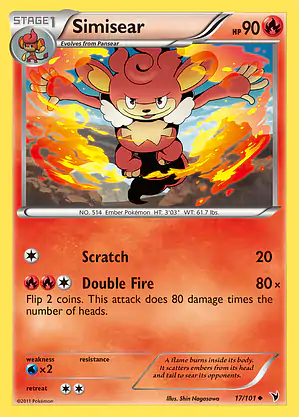 STAGE1
Simisear
HP 90
Evolves from Pansear
NO. 514 Ember Pokémon HT: 3'03" WT: 61.7 lbs.
Scratch 20
Double Fire 80×
Flip 2 coins. This attack does 80 damage times the
number of heads.
weakness resistance
×2
retreat
A flame burns inside its body.
It scatters embers from its
head and tail to sear its opponents.
©2011 Pokémon
Illus. Shin Nagasawa
17/101